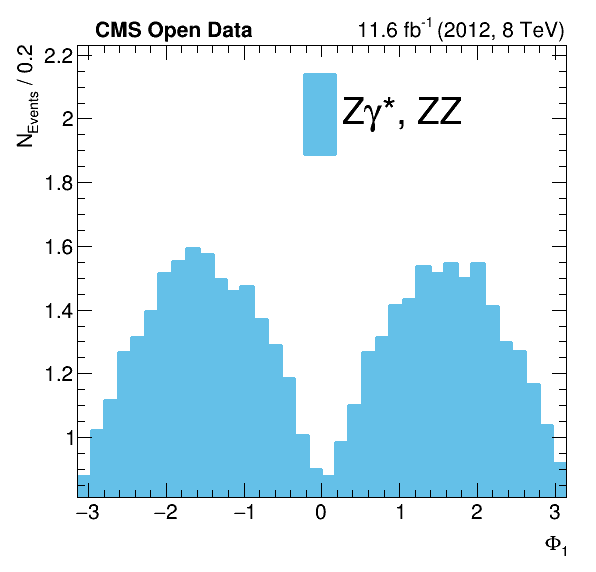 CMS Open Data 11.6 fb⁻¹ (2012, 8 TeV)
N_Events / 0.2
2.2
2
1.8
1.6
1.4
1.2
1
Zγ*, ZZ
−3 −2 −1 0 1 2 3
Φ₁